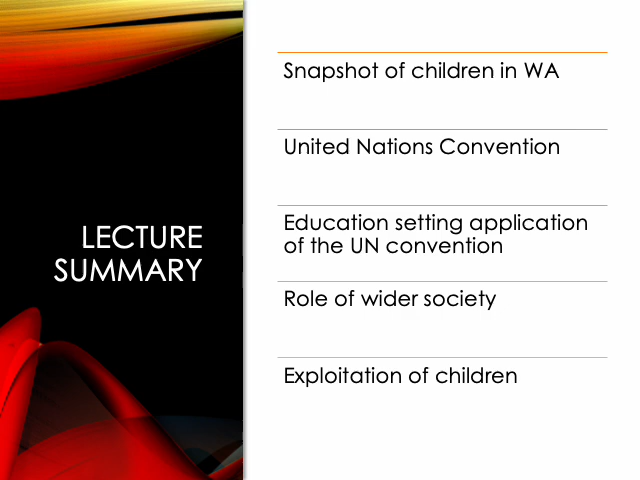 LECTURE
SUMMARY
Snapshot of children in WA
United Nations Convention
Education setting application
of the UN convention
Role of wider society
Exploitation of children